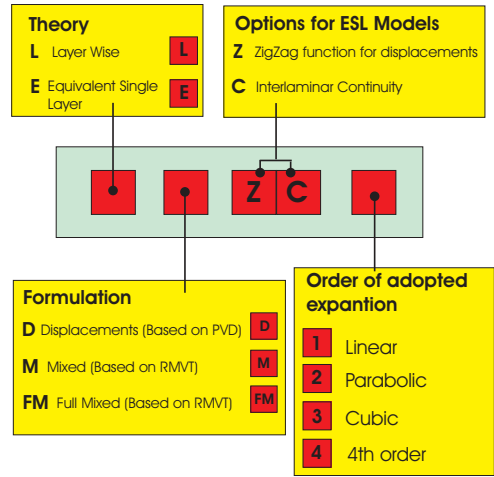 Theory
L Layer Wise L
E Equivalent Single E
Layer
Options for ESL Models
Z ZigZag function for displacements
C Interlaminar Continuity
Z C
Formulation
D Displacements (Based on PVD) D
M Mixed (Based on RMVT) M
FM Full Mixed (Based on RMVT) FM
Order of adopted
expantion
1 Linear
2 Parabolic
3 Cubic
4 4th order